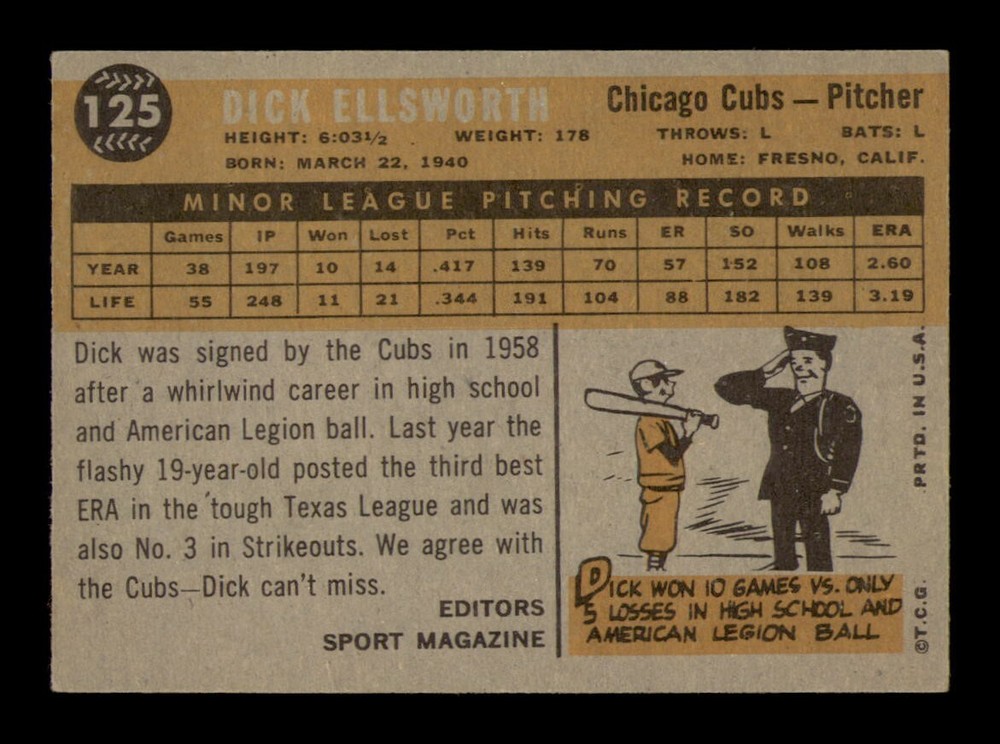 125
DICK ELLSWORTH
Chicago Cubs — Pitcher
HEIGHT: 6:03½ WEIGHT: 178 THROWS: L BATS: L
BORN: MARCH 22, 1940 HOME: FRESNO, CALIF.
MINOR LEAGUE PITCHING RECORD
Games IP Won Lost Pct Hits Runs ER SO Walks ERA
YEAR 38 197 10 14 .417 139 70 57 152 108 2.60
LIFE 55 248 11 21 .344 191 104 88 182 139 3.19
Dick was signed by the Cubs in 1958
after a whirlwind career in high school
and American Legion ball. Last year the
flashy 19-year-old posted the third best
ERA in the tough Texas League and was
also No. 3 in Strikeouts. We agree with
the Cubs—Dick can't miss.
EDITORS
SPORT MAGAZINE
DICK WON 10 GAMES VS. ONLY
5 LOSSES IN HIGH SCHOOL AND
AMERICAN LEGION BALL
©T.C.G. PRTD. IN U.S.A.